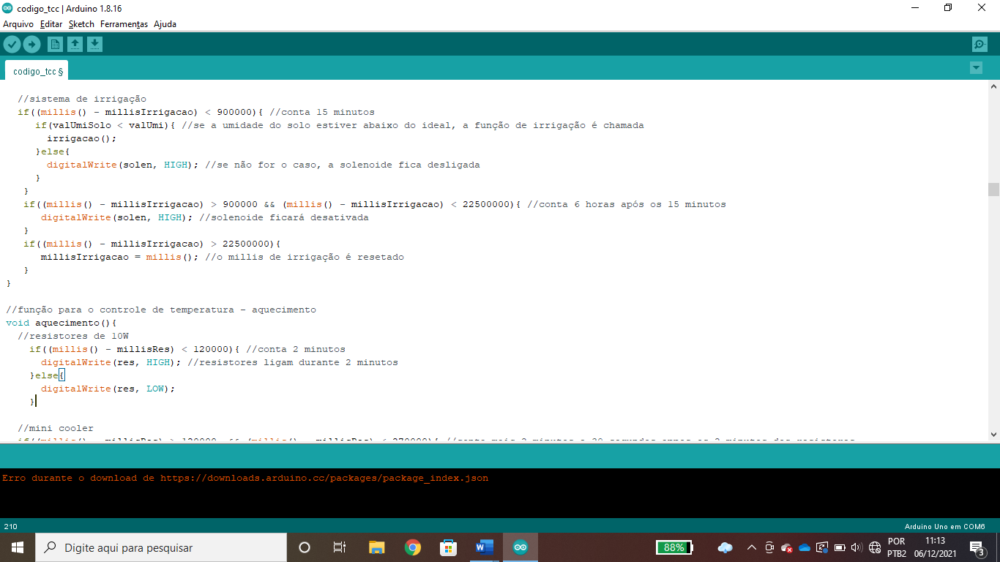 codigo_tcc | Arduino 1.8.16
Arquivo Editar Sketch Ferramentas Ajuda
codigo_tcc §
//sistema de irrigação
if((millis() - millisIrrigacao) < 900000){ //conta 15 minutos
if(valUmiSolo < valUmi){ //se a umidade do solo estiver abaixo do ideal, a função de irrigação é chamada
irrigacao();
}else{
digitalWrite(solen, HIGH); //se não for o caso, a solenoide fica desligada
}
}
if((millis() - millisIrrigacao) > 900000 && (millis() - millisIrrigacao) < 22500000){ //conta 6 horas após os 15 minutos
digitalWrite(solen, HIGH); //solenoide ficará desativada
}
if((millis() - millisIrrigacao) > 22500000){
millisIrrigacao = millis(); //o millis de irrigação é resetado
}
}
//função para o controle de temperatura - aquecimento
void aquecimento(){
//resistores de 10W
if((millis() - millisRes) < 120000){ //conta 2 minutos
digitalWrite(res, HIGH); //resistores ligam durante 2 minutos
}else{
digitalWrite(res, LOW);
}
//mini cooler
Erro durante o download de https://downloads.arduino.cc/packages/package_index.json
210
Arduino Uno em COM6
Digite aqui para pesquisar
88%
POR
PTB2
11:13
06/12/2021
3